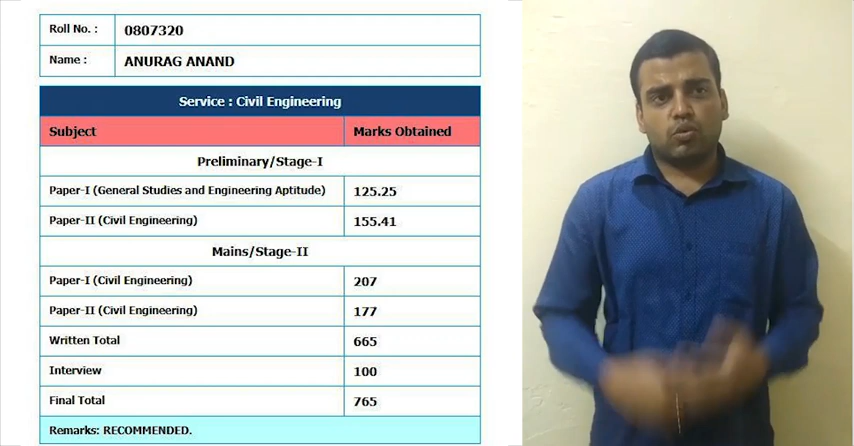 Roll No. : 0807320
Name : ANURAG ANAND
Service : Civil Engineering
Subject Marks Obtained
Preliminary/Stage-I
Paper-I (General Studies and Engineering Aptitude) 125.25
Paper-II (Civil Engineering) 155.41
Mains/Stage-II
Paper-I (Civil Engineering) 207
Paper-II (Civil Engineering) 177
Written Total 665
Interview 100
Final Total 765
Remarks: RECOMMENDED.